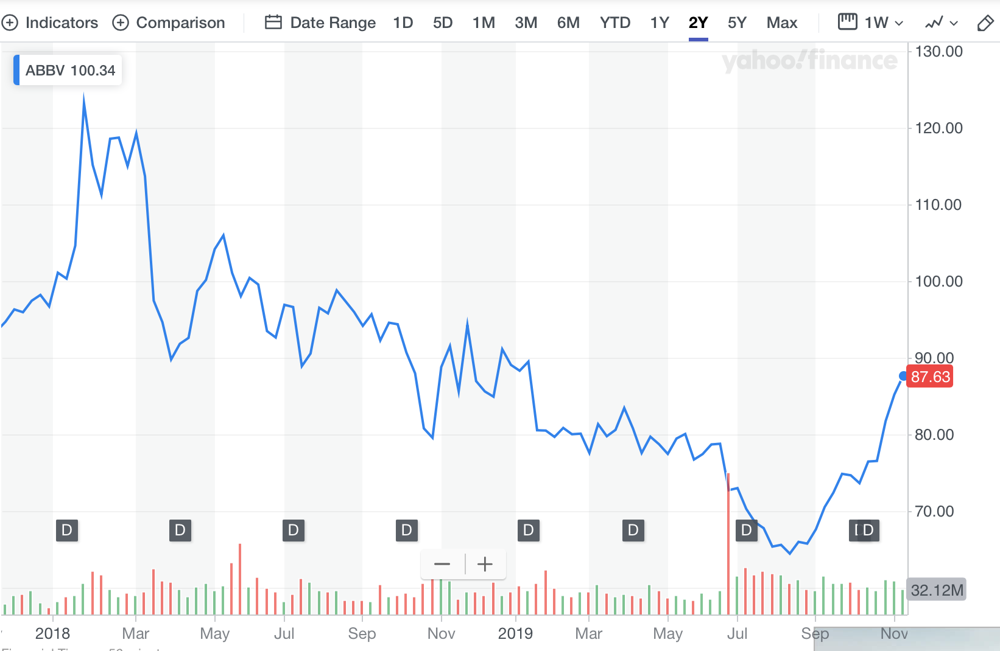 Indicators Comparison Date Range 1D 5D 1M 3M 6M YTD 1Y 2Y 5Y Max 1W
130.00
yahoo!finance
ABBV 100.34
120.00
110.00
100.00
90.00
87.63
80.00
70.00
D D D D D D D D D
32.12M
2018 Mar May Jul Sep Nov 2019 Mar May Jul Sep Nov